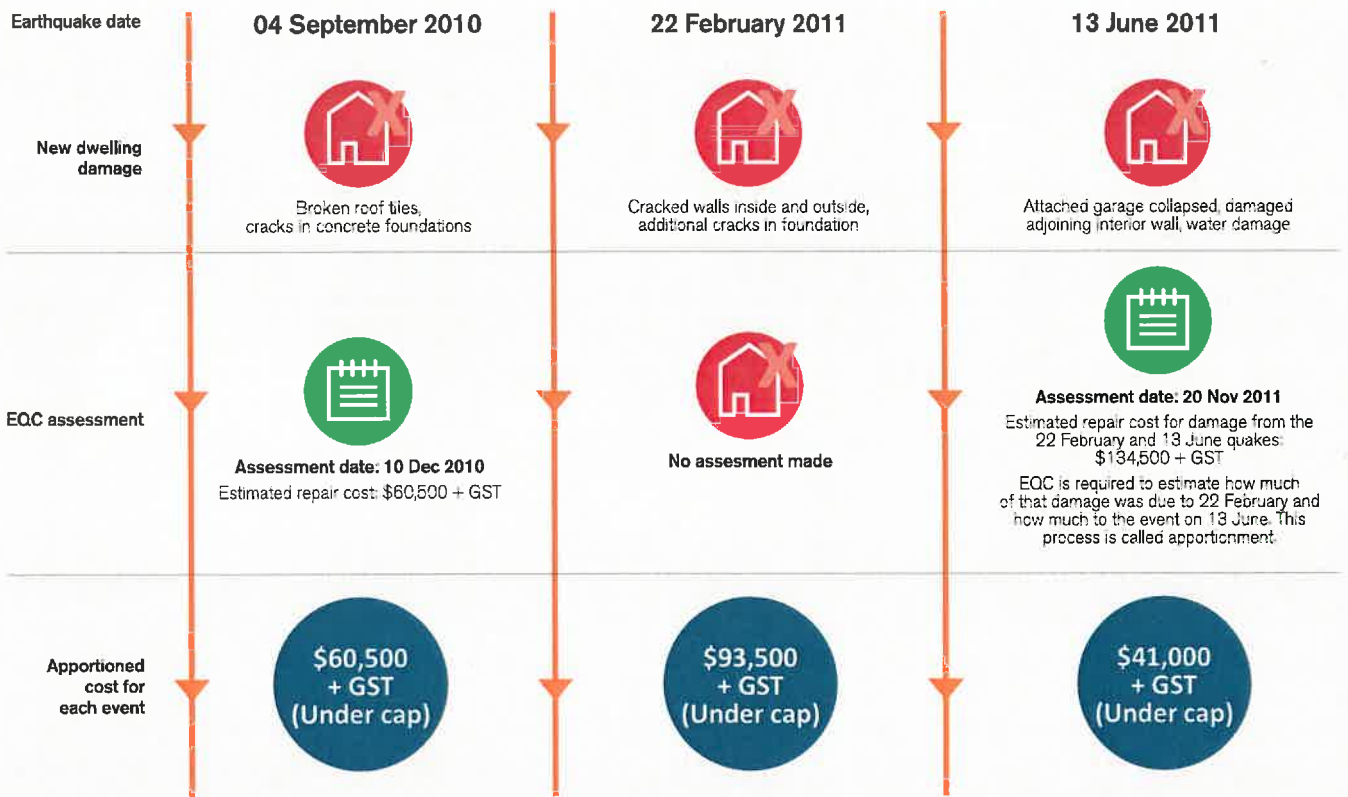 Earthquake date
04 September 2010
22 February 2011
13 June 2011
New dwelling
damage
Broken roof tiles,
cracks in concrete foundations
Cracked walls inside and outside,
additional cracks in foundation
Attached garage collapsed, damaged
adjoining interior wall, water damage
EQC assessment
Assessment date: 10 Dec 2010
Estimated repair cost: $60,500 + GST
No assesment made
Assessment date: 20 Nov 2011
Estimated repair cost for damage from the
22 February and 13 June quakes:
$134,500 + GST
EQC is required to estimate how much
of that damage was due to 22 February and
how much to the event on 13 June. This
process is called apportionment.
Apportioned
cost for
each event
$60,500
+ GST
(Under cap)
$93,500
+ GST
(Under cap)
$41,000
+ GST
(Under cap)